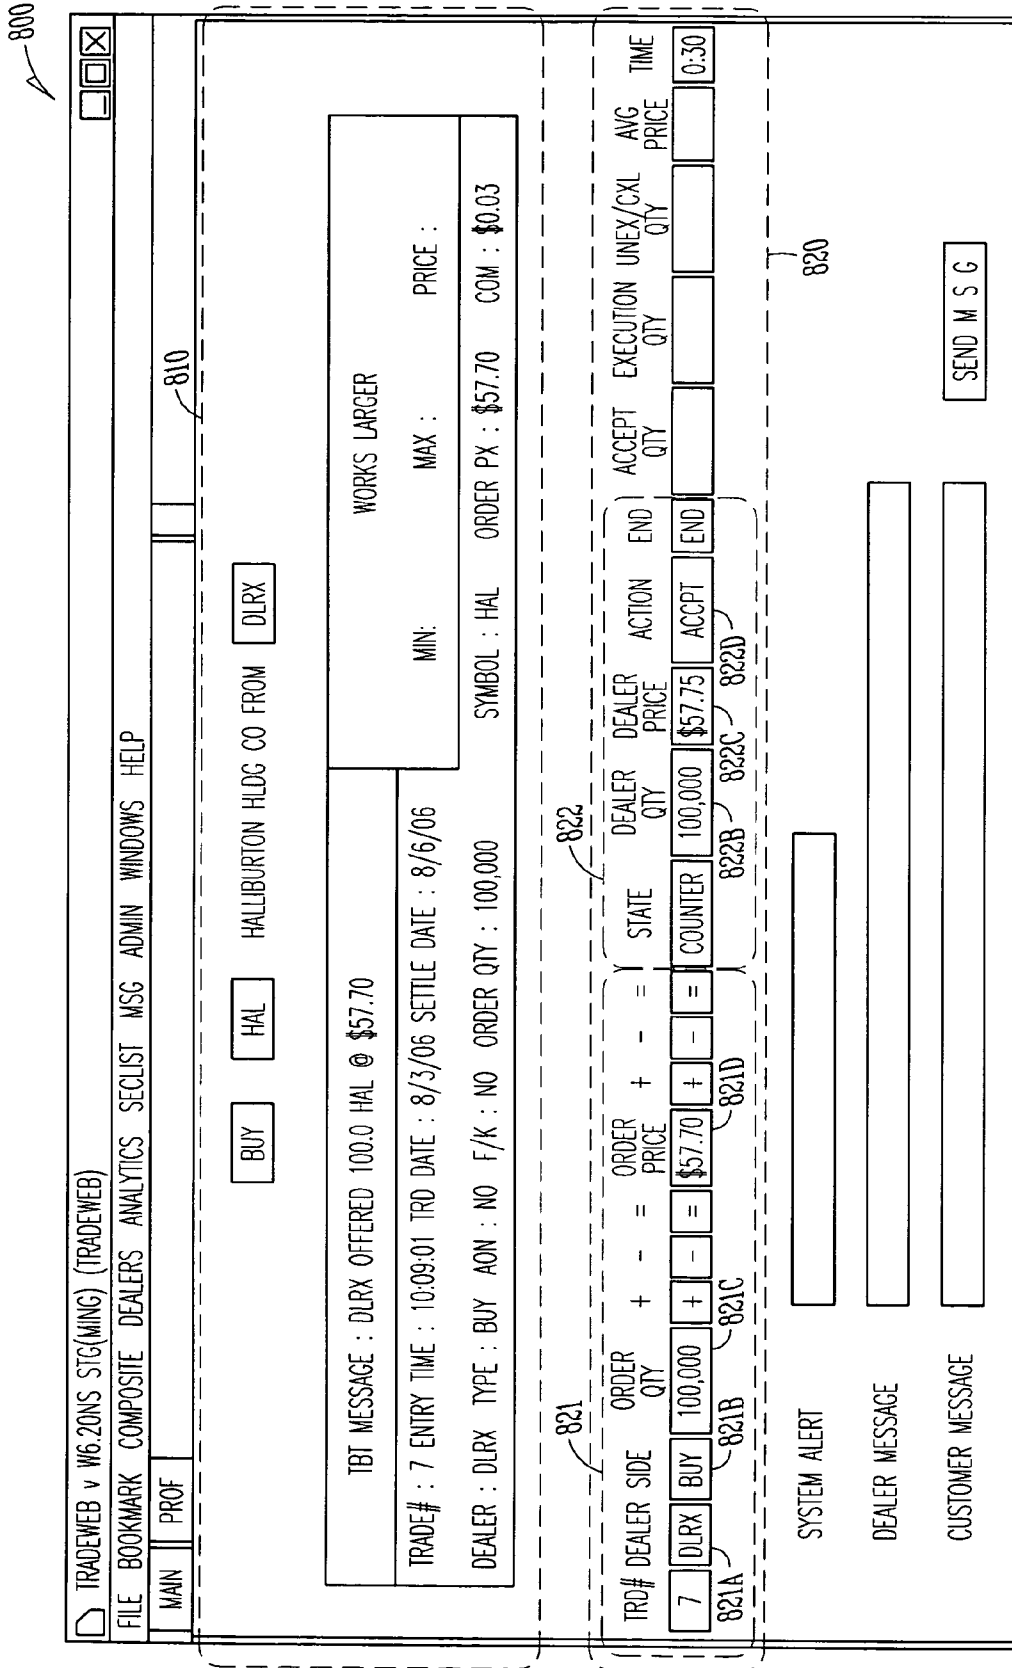 800
TRADEWEB v W6.20NS STG(MING) (TRADEWEB)
FILE BOOKMARK COMPOSITE DEALERS ANALYTICS SECLIST MSG ADMIN WINDOWS HELP
MAIN PROF
810
BUY HAL HALLIBURTON HLDG CO FROM DLRX
TBT MESSAGE : DLRX OFFERED 100.0 HAL @ $57.70
WORKS LARGER
MIN: MAX : PRICE :
TRADE# : 7 ENTRY TIME : 10:09:01 TRD DATE : 8/3/06 SETTLE DATE : 8/6/06
DEALER : DLRX TYPE : BUY AON : NO F/K : NO ORDER QTY : 100,000 SYMBOL : HAL ORDER PX : $57.70 COM : $0.03
821 822
TRD# DEALER SIDE ORDER QTY + - = ORDER PRICE + - = STATE DEALER QTY DEALER PRICE ACTION END ACCEPT QTY EXECUTION QTY UNEX/CXL QTY AVG PRICE TIME
7 DLRX BUY 100,000 + - = $57.70 + - = COUNTER 100,000 $57.75 ACCPT END 0:30
821A 821B 821C 821D 822B 822C 822D 820
SYSTEM ALERT
DEALER MESSAGE
CUSTOMER MESSAGE SEND M S G